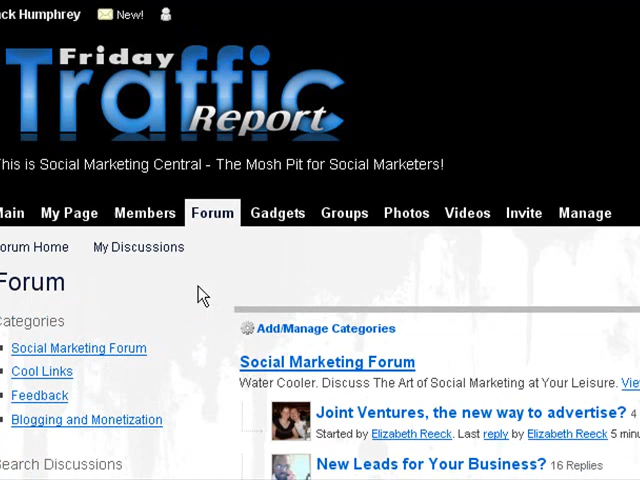 ck Humphrey New!
Friday
Traffic
Report
This is Social Marketing Central - The Mosh Pit for Social Marketers!
Main My Page Members Forum Gadgets Groups Photos Videos Invite Manage
orum Home My Discussions
Forum
Categories
Add/Manage Categories
Social Marketing Forum
Cool Links
Feedback
Blogging and Monetization
Search Discussions
Social Marketing Forum
Water Cooler. Discuss The Art of Social Marketing at Your Leisure. Vie
Joint Ventures, the new way to advertise? 4
Started by Elizabeth Reeck. Last reply by Elizabeth Reeck 5 minu
New Leads for Your Business? 16 Replies